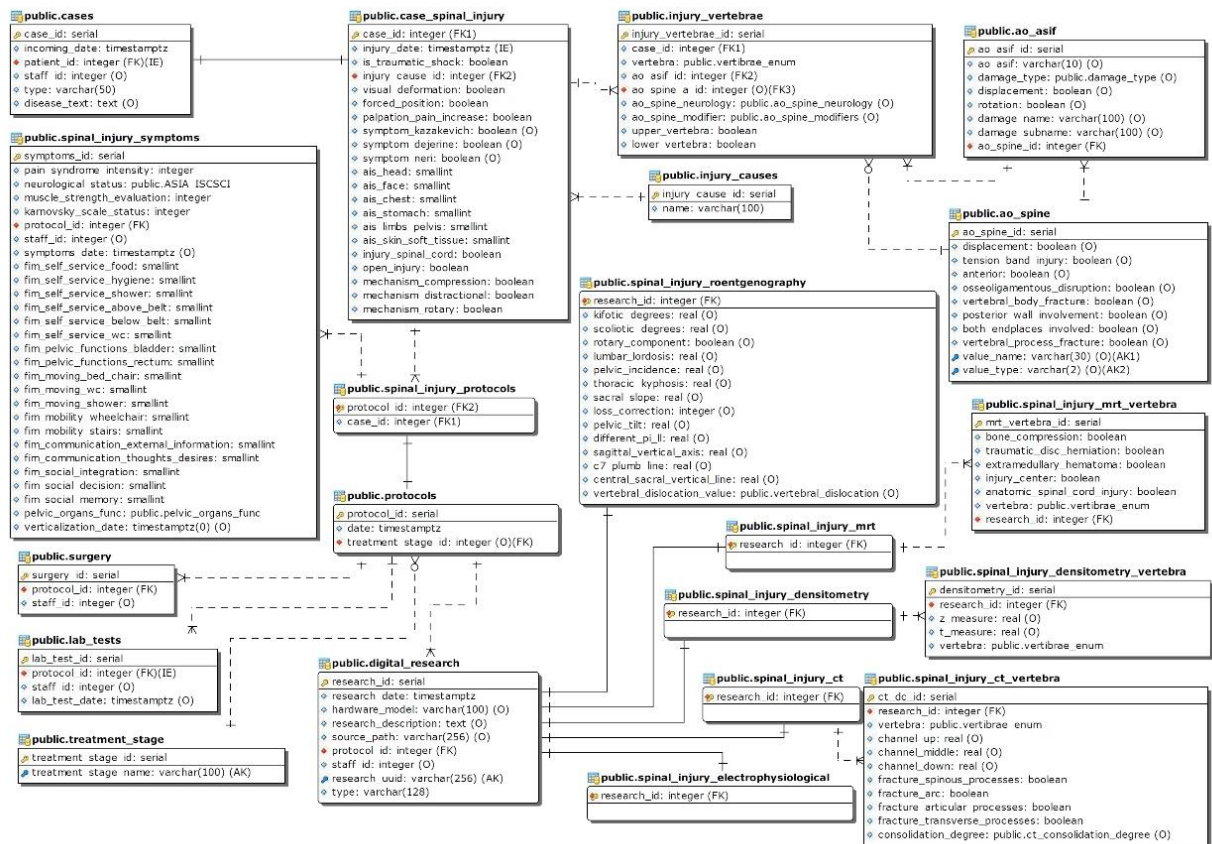 public.cases
case_id: serial
incoming_date: timestamptz
patient_id: integer (FK)(IE)
staff_id: integer (O)
type: varchar(50)
disease_text: text (O)
public.case_spinal_injury
case_id: integer (FK1)
injury_date: timestamptz (IE)
is_traumatic_shock: boolean
injury_cause_id: integer (FK2)
visual_deformation: boolean
forced_position: boolean
palpation_pain_increase: boolean
symptom_kazakevich: boolean (O)
symptom_dejerine: boolean (O)
symptom_neri: boolean (O)
ais_head: smallint
ais_face: smallint
ais_chest: smallint
ais_stomach: smallint
ais_limbs_pelvis: smallint
ais_skin_soft_tissue: smallint
injury_spinal_cord: boolean
open_injury: boolean
mechanism_compression: boolean
mechanism_distractional: boolean
mechanism_rotary: boolean
public.injury_vertebrae
injury_vertebrae_id: serial
case_id: integer (FK1)
vertebra: public.vertibrae_enum
ao_asif_id: integer (FK2)
ao_spine_a_id: integer (O)(FK3)
ao_spine_neurology: public.ao_spine_neurology (O)
ao_spine_modifier: public.ao_spine_modifiers (O)
upper_vertebra: boolean
lower_vertebra: boolean
public.ao_asif
ao_asif_id: serial
ao_asif: varchar(10) (O)
damage_type: public.damage_type (O)
displacement: boolean (O)
rotation: boolean (O)
damage_name: varchar(100) (O)
damage_subname: varchar(100) (O)
ao_spine_id: integer (FK)
public.spinal_injury_symptoms
symptoms_id: serial
pain_syndrome_intensity: integer
neurological_status: public.ASIA_ISCSCI
muscle_strength_evaluation: integer
karnovsky_scale_status: integer
protocol_id: integer (FK)
staff_id: integer (O)
symptoms_date: timestamptz (O)
fim_self_service_food: smallint
fim_self_service_hygiene: smallint
fim_self_service_shower: smallint
fim_self_service_above_belt: smallint
fim_self_service_below_belt: smallint
fim_self_service_wc: smallint
fim_pelvic_functions_bladder: smallint
fim_pelvic_functions_rectum: smallint
fim_moving_bed_chair: smallint
fim_moving_wc: smallint
fim_moving_shower: smallint
fim_mobility_wheelchair: smallint
fim_mobility_stairs: smallint
fim_communication_external_information: smallint
fim_communication_thoughts_desires: smallint
fim_social_integration: smallint
fim_social_decision: smallint
fim_social_memory: smallint
pelvic_organs_func: public.pelvic_organs_func
verticalization_date: timestamptz(0) (O)
public.injury_causes
injury_cause_id: serial
name: varchar(100)
public.ao_spine
ao_spine_id: serial
displacement: boolean (O)
tension_band_injury: boolean (O)
anterior: boolean (O)
osseoligamentous_disruption: boolean (O)
vertebral_body_fracture: boolean (O)
posterior_wall_involvement: boolean (O)
both_endplaces_involved: boolean (O)
vertebral_process_fracture: boolean (O)
value_name: varchar(30) (O)(AK1)
value_type: varchar(2) (O)(AK2)
public.spinal_injury_roentgenography
research_id: integer (FK)
kifotic_degrees: real (O)
scoliotic_degrees: real (O)
rotary_component: boolean (O)
lumbar_lordosis: real (O)
pelvic_incidence: real (O)
thoracic_kyphosis: real (O)
sacral_slope: real (O)
loss_correction: integer (O)
pelvic_tilt: real (O)
different_pi_ll: real (O)
sagittal_vertical_axis: real (O)
c7_plumb_line: real (O)
central_sacral_vertical_line: real (O)
vertebral_dislocation_value: public.vertebral_dislocation (O)
public.spinal_injury_protocols
protocol_id: integer (FK2)
case_id: integer (FK1)
public.spinal_injury_mrt_vertebra
mrt_vertebra_id: serial
bone_compression: boolean
traumatic_disc_herniation: boolean
extramedullary_hematoma: boolean
injury_center: boolean
anatomic_spinal_cord_injury: boolean
vertebra: public.vertibrae_enum
research_id: integer (FK)
public.protocols
protocol_id: serial
date: timestamptz
treatment_stage_id: integer (O)(FK)
public.spinal_injury_mrt
research_id: integer (FK)
public.surgery
surgery_id: serial
protocol_id: integer (FK)
staff_id: integer (O)
public.spinal_injury_densitometry
research_id: integer (FK)
public.spinal_injury_densitometry_vertebra
densitometry_id: serial
research_id: integer (FK)
z_measure: real (O)
t_measure: real (O)
vertebra: public.vertibrae_enum
public.lab_tests
lab_test_id: serial
protocol_id: integer (FK)(IE)
staff_id: integer (O)
lab_test_date: timestamptz (O)
public.digital_research
research_id: serial
research_date: timestamptz
hardware_model: varchar(100) (O)
research_description: text (O)
source_path: varchar(256) (O)
protocol_id: integer (FK)
staff_id: integer (O)
research_uuid: varchar(256) (AK)
type: varchar(128)
public.spinal_injury_ct
research_id: integer (FK)
public.spinal_injury_ct_vertebra
ct_dc_id: serial
research_id: integer (FK)
vertebra: public.vertibrae_enum
channel_up: real (O)
channel_middle: real (O)
channel_down: real (O)
fracture_spinous_processes: boolean
fracture_arc: boolean
fracture_articular_processes: boolean
fracture_transverse_processes: boolean
consolidation_degree: public.ct_consolidation_degree (O)
public.treatment_stage
treatment_stage_id: serial
treatment_stage_name: varchar(100) (AK)
public.spinal_injury_electrophysiological
research_id: integer (FK)